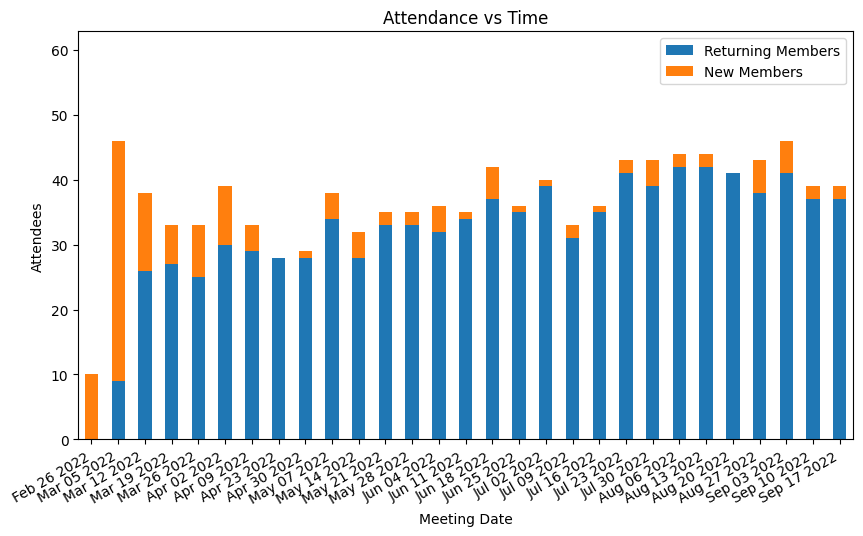 Attendance vs Time
Returning Members
New Members
60
50
40
30
20
10
0
Attendees
Feb 26 2022
Mar 05 2022
Mar 12 2022
Mar 19 2022
Mar 26 2022
Apr 02 2022
Apr 09 2022
Apr 23 2022
Apr 30 2022
May 07 2022
May 14 2022
May 21 2022
May 28 2022
Jun 04 2022
Jun 11 2022
Jun 18 2022
Jun 25 2022
Jul 02 2022
Jul 09 2022
Jul 16 2022
Jul 23 2022
Jul 30 2022
Aug 06 2022
Aug 13 2022
Aug 20 2022
Aug 27 2022
Sep 03 2022
Sep 10 2022
Sep 17 2022
Meeting Date